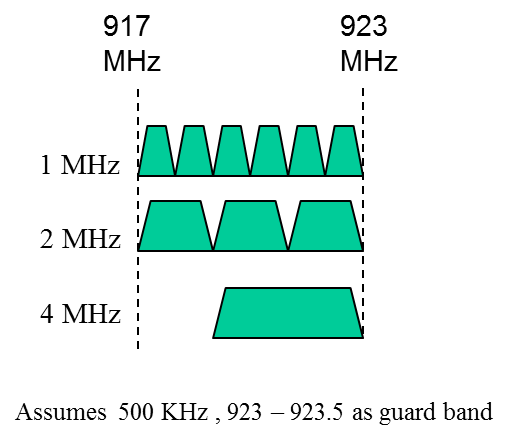 917
MHz
923
MHz
1 MHz
2 MHz
4 MHz
Assumes 500 KHz , 923 – 923.5 as guard band